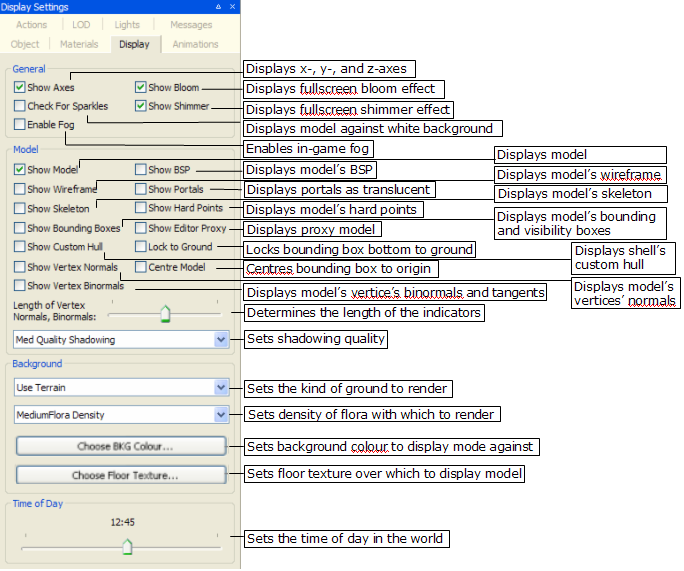 Display Settings
Actions LOD Lights Messages
Object Materials Display Animations
General
Show Axes
Show Bloom
Check For Sparkles
Show Shimmer
Enable Fog
Displays x-, y-, and z-axes
Displays fullscreen bloom effect
Displays fullscreen shimmer effect
Displays model against white background
Enables in-game fog
Model
Show Model
Show BSP
Show Wireframe
Show Portals
Show Skeleton
Show Hard Points
Show Bounding Boxes
Show Editor Proxy
Show Custom Hull
Lock to Ground
Show Vertex Normals
Centre Model
Show Vertex Binormals
Length of Vertex
Normals, Binormals:
Med Quality Shadowing
Displays model
Displays model's BSP
Displays model's wireframe
Displays portals as translucent
Displays model's skeleton
Displays model's hard points
Displays model's bounding
and visibility boxes
Displays proxy model
Locks bounding box bottom to ground
Displays shell's
custom hull
Centres bounding box to origin
Displays model's
vertices' normals
Displays model's vertice's binormals and tangents
Determines the length of the indicators
Sets shadowing quality
Background
Use Terrain
Sets the kind of ground to render
MediumFlora Density
Sets density of flora with which to render
Choose BKG Colour...
Sets background colour to display mode against
Choose Floor Texture...
Sets floor texture over which to display model
Time of Day
12:45
Sets the time of day in the world